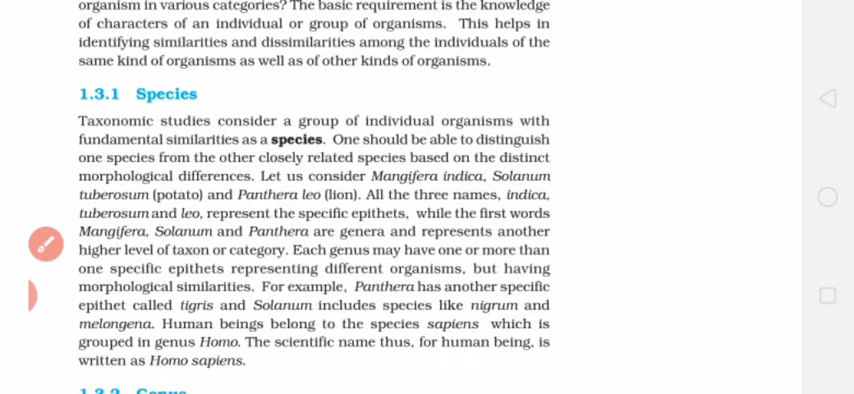 organism in various categories? The basic requirement is the knowledge
of characters of an individual or group of organisms. This helps in
identifying similarities and dissimilarities among the individuals of the
same kind of organisms as well as of other kinds of organisms.
1.3.1 Species
Taxonomic studies consider a group of individual organisms with
fundamental similarities as a species. One should be able to distinguish
one species from the other closely related species based on the distinct
morphological differences. Let us consider Mangifera indica, Solanum
tuberosum (potato) and Panthera leo (lion). All the three names, indica,
tuberosum and leo, represent the specific epithets, while the first words
Mangifera, Solanum and Panthera are genera and represents another
higher level of taxon or category. Each genus may have one or more than
one specific epithets representing different organisms, but having
morphological similarities. For example, Panthera has another specific
epithet called tigris and Solanum includes species like nigrum and
melongena. Human beings belong to the species sapiens which is
grouped in genus Homo. The scientific name thus, for human being, is
written as Homo sapiens.
1.3.2 Genus